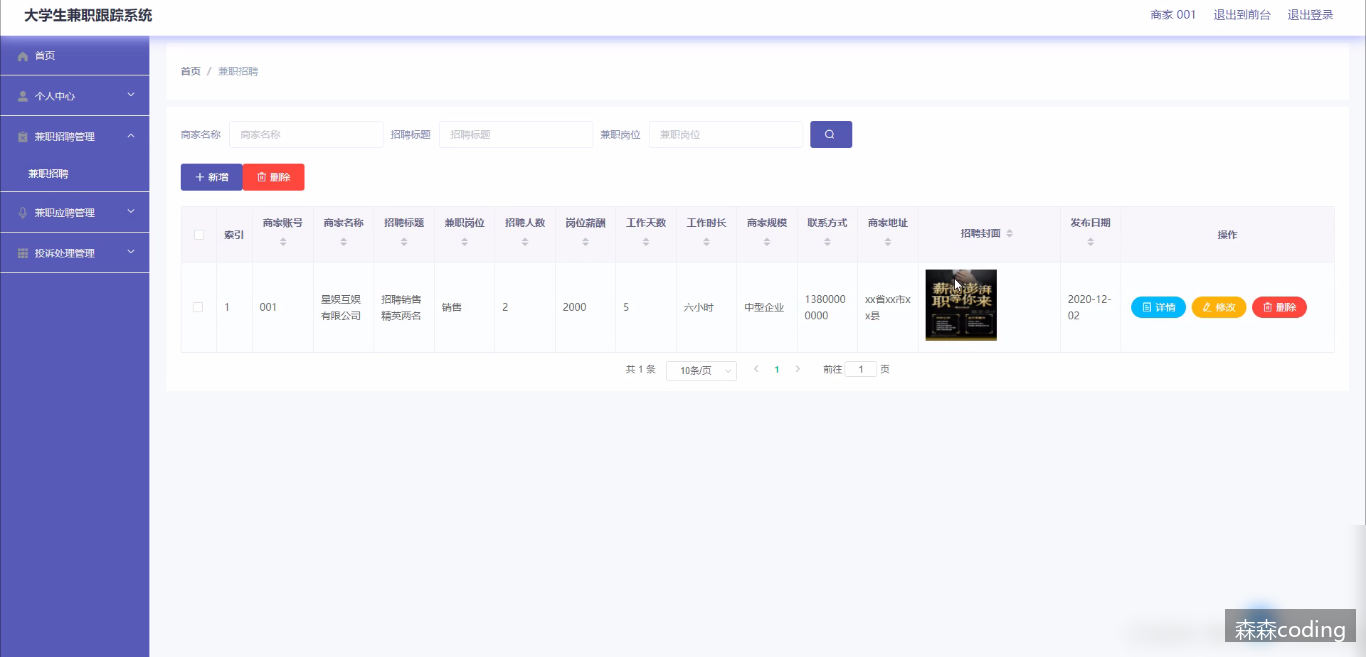 大学生兼职跟踪系统
商家 001 退出到前台 退出登录
首页
个人中心
兼职招聘管理
兼职招聘
兼职应聘管理
投诉处理管理
首页 / 兼职招聘
商家名称 商家名称 招聘标题 招聘标题 兼职岗位 兼职岗位
新增 删除
索引 商家账号 商家名称 招聘标题 兼职岗位 招聘人数 岗位薪酬 工作天数 工作时长 商家规模 联系方式 商家地址 招聘封面 发布日期 操作
1 001 星娱互娱有限公司 招聘销售精英两名 销售 2 2000 5 六小时 中型企业 13800000000 xx省xx市xx县 2020-12-02 详情 修改 删除
薪满澎湃
职等你来
共 1 条 10条/页 1 前往 1 页
森森coding